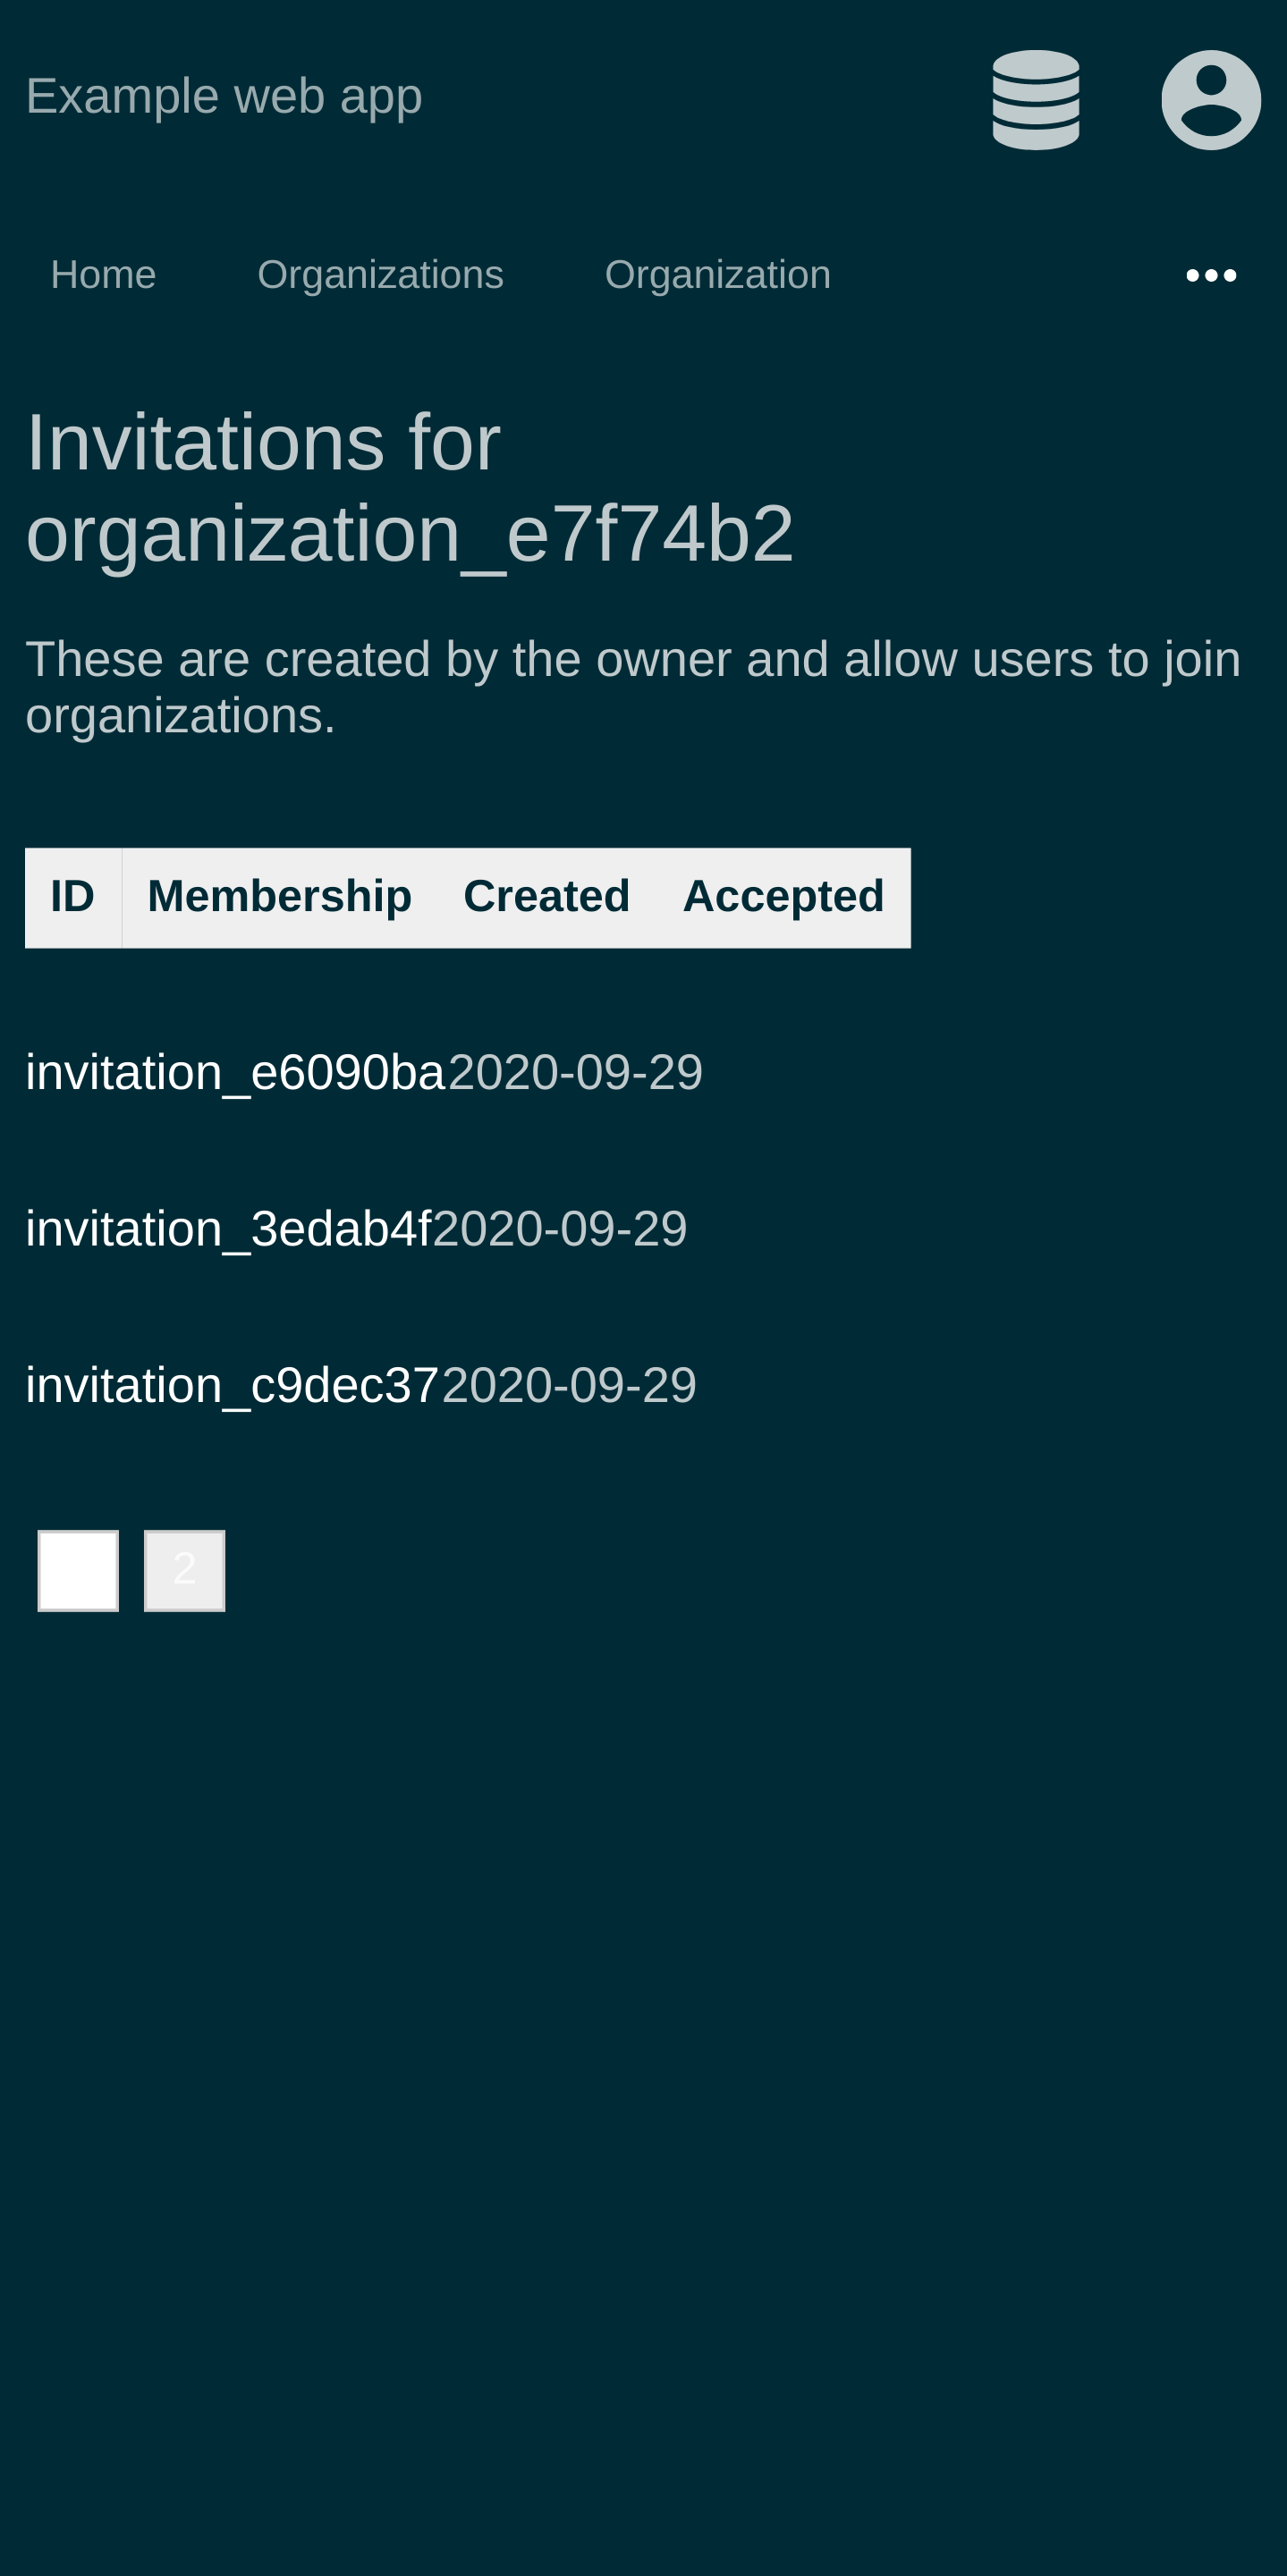 Example web app
Home Organizations Organization
Invitations for
organization_e7f74b2
These are created by the owner and allow users to join
organizations.
ID Membership Created Accepted
invitation_e6090ba2020-09-29
invitation_3edab4f2020-09-29
invitation_c9dec372020-09-29
2